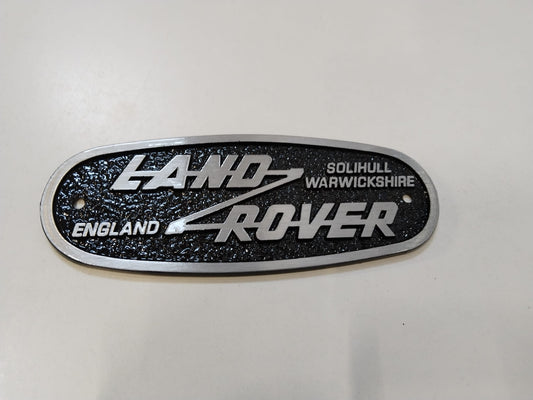 LAND
SOLIHULL
WARWICKSHIRE
ENGLAND
ROVER